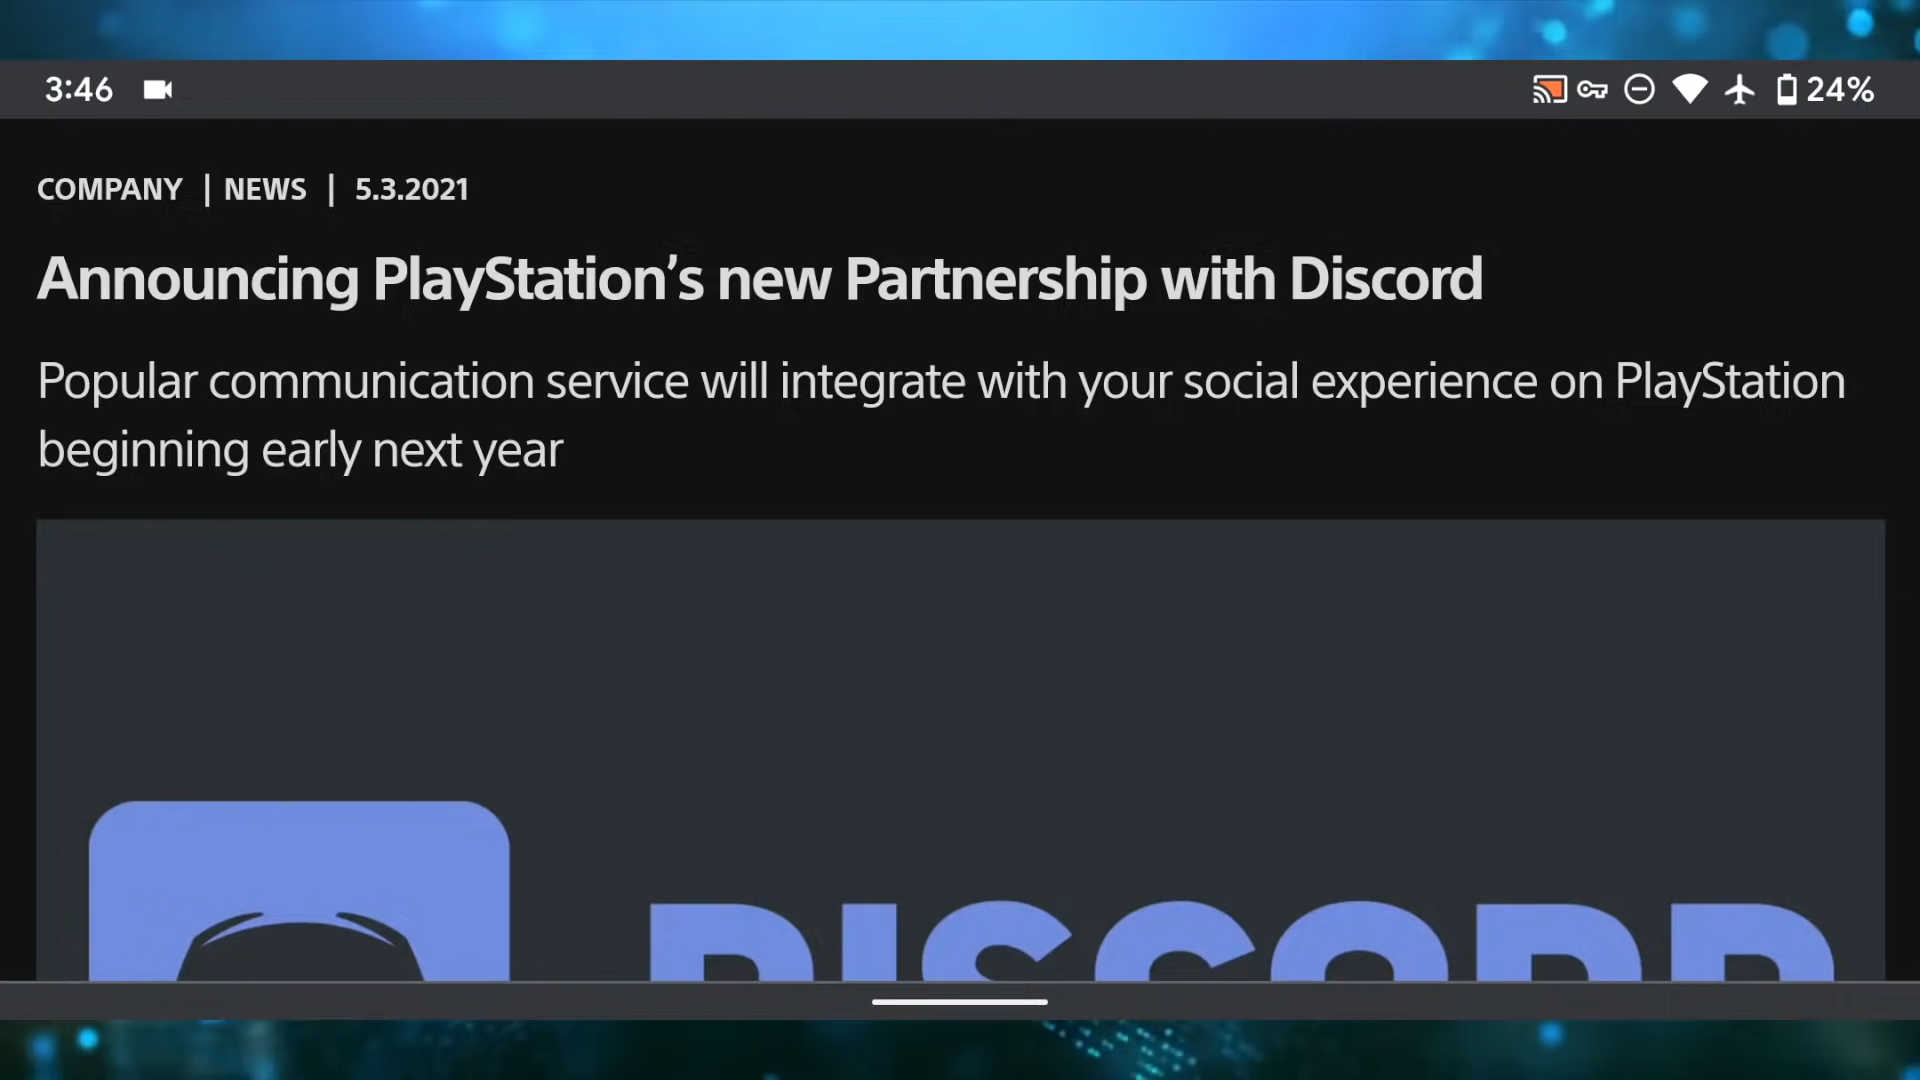 3:46
24%
COMPANY | NEWS | 5.3.2021
Announcing PlayStation’s new Partnership with Discord
Popular communication service will integrate with your social experience on PlayStation
beginning early next year
DISCORD